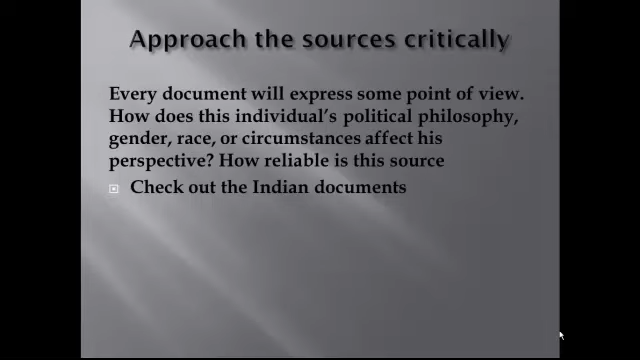 Approach the sources critically
Every document will express some point of view.
How does this individual's political philosophy,
gender, race, or circumstances affect his
perspective? How reliable is this source
Check out the Indian documents